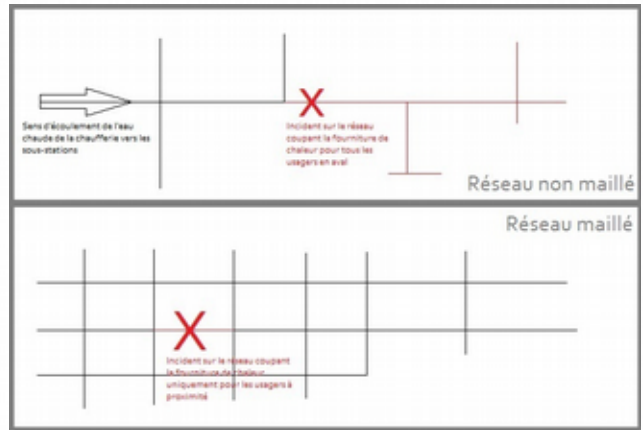 Sens d'écoulement de l'eau
chaude de la chaufferie vers les
sous-stations
Incident sur le réseau
coupant la fourniture de
chaleur pour tous les
usagers en aval
Réseau non maillé
Réseau maillé
Incident sur le réseau coupant
la fourniture de chaleur
uniquement pour les usagers à
proximité